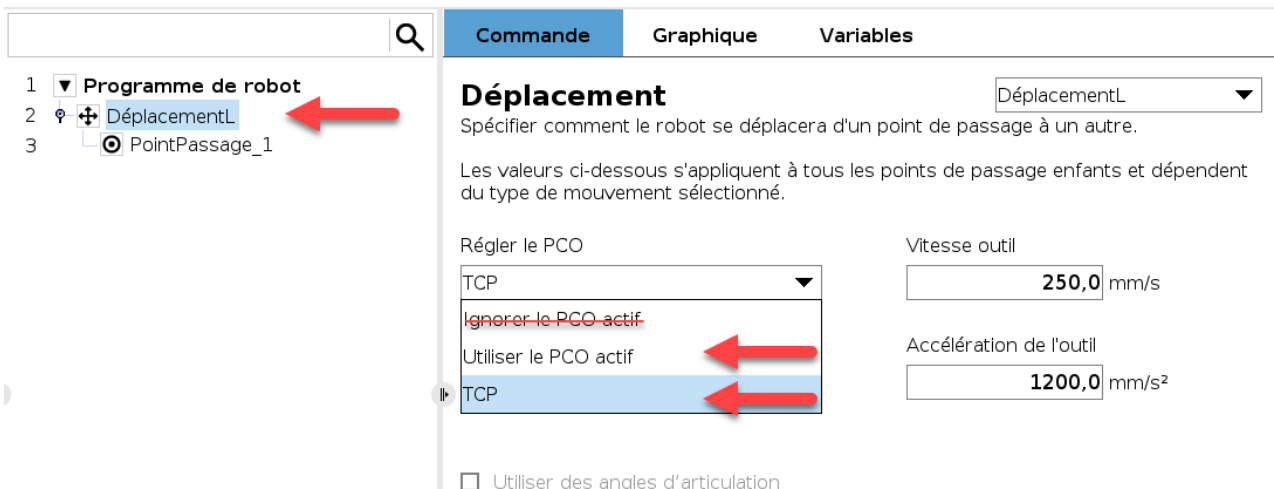 Commande Graphique Variables
1 Programme de robot
2 DéplacementL
3 PointPassage_1
Déplacement
DéplacementL
Spécifier comment le robot se déplacera d'un point de passage à un autre.
Les valeurs ci-dessous s'appliquent à tous les points de passage enfants et dépendent
du type de mouvement sélectionné.
Régler le PCO
Vitesse outil
TCP
250,0 mm/s
Ignorer le PCO actif
Utiliser le PCO actif
TCP
Accélération de l'outil
1200,0 mm/s²
Utiliser des angles d'articulation